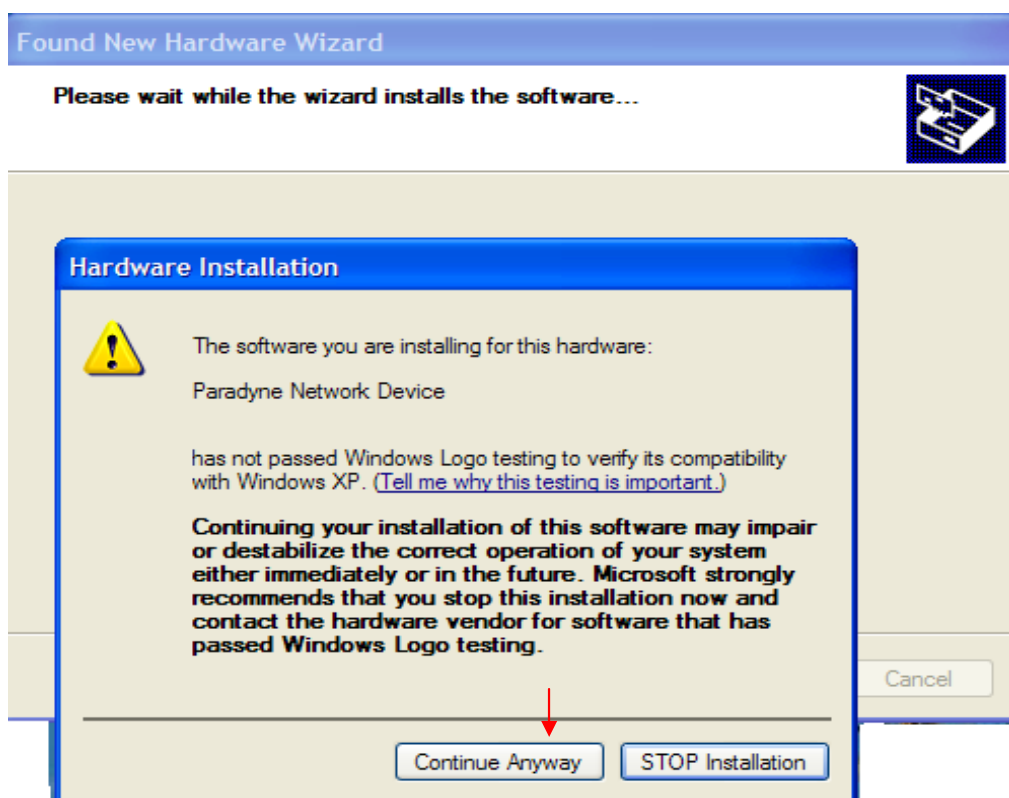 Found New Hardware Wizard
Please wait while the wizard installs the software...
Hardware Installation
The software you are installing for this hardware:
Paradyne Network Device
has not passed Windows Logo testing to verify its compatibility
with Windows XP. (Tell me why this testing is important.)
Continuing your installation of this software may impair
or destabilize the correct operation of your system
either immediately or in the future. Microsoft strongly
recommends that you stop this installation now and
contact the hardware vendor for software that has
passed Windows Logo testing.
Cancel
Continue Anyway
STOP Installation